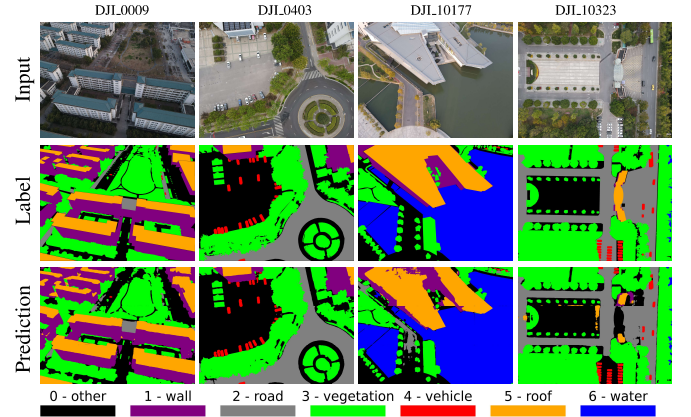 DJI_0009 DJI_0403 DJI_10177 DJI_10323
Input
Label
Prediction
0 - other 1 - wall 2 - road 3 - vegetation 4 - vehicle 5 - roof 6 - water